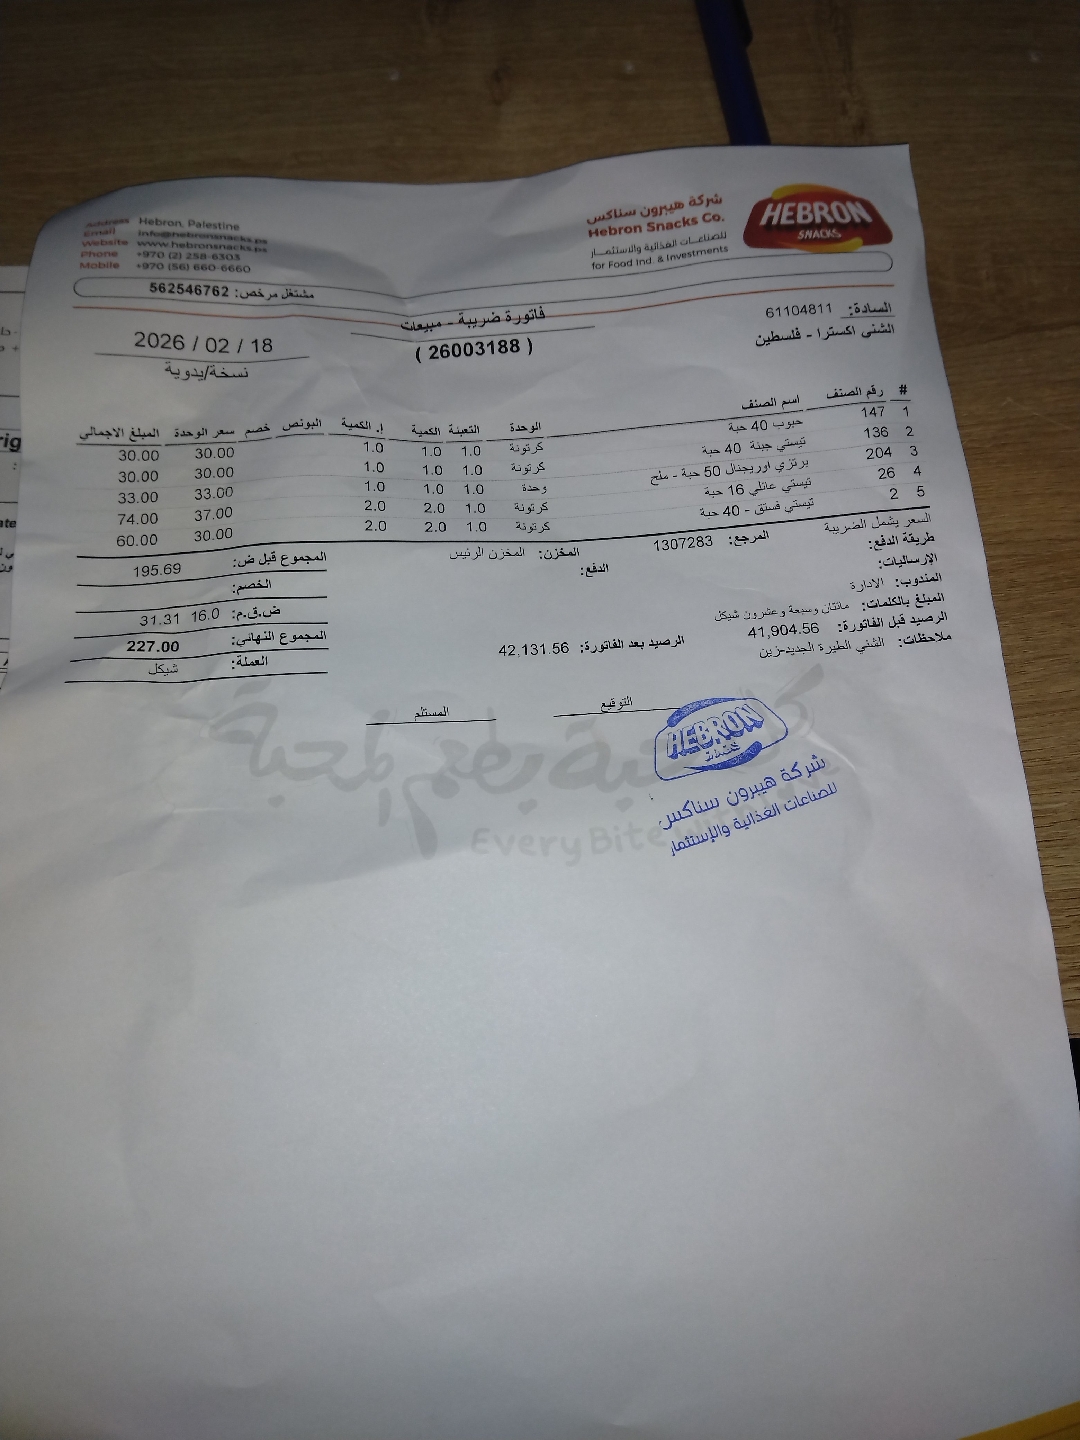 HEBRON
SNACKS
شركة هيبرون سناكس
Hebron Snacks Co.
للصناعات الغذائية والاستثمار
for Food Ind. & Investments
Address Hebron, Palestine
Email info@hebronsnacks.ps
Website www.hebronsnacks.ps
Phone +970 (2) 258-6303
Mobile +970 (56) 660-6660
مشتغل مرخص: 562546762
السادة: 61104811
الشني اكسترا - فلسطين
فاتورة ضريبة - مبيعات
( 26003188 )
2026 / 02 / 18
نسخة/يدوية
# رقم الصنف اسم الصنف الوحدة التعبئة الكمية إ. الكمية البونص خصم سعر الوحدة المبلغ الاجمالي
1 147 حبوب 40 حبة كرتونة 1.0 1.0 1.0 30.00 30.00
2 136 تيستي جبنة 40 حبة كرتونة 1.0 1.0 1.0 30.00 30.00
3 204 برتزي اوريجنال 50 حبة - ملح وحدة 1.0 1.0 1.0 33.00 33.00
4 26 تيستي عائلي 16 حبة كرتونة 1.0 2.0 2.0 37.00 74.00
5 2 تيستي فستق - 40 حبة كرتونة 1.0 2.0 2.0 30.00 60.00
السعر يشمل الضريبة
طريقة الدفع:
المرجع: 1307283
المخزن: المخزن الرئيس
الدفع:
الإرساليات:
المندوب: الادارة
المبلغ بالكلمات: مائتان وسبعة وعشرون شيكل
الرصيد قبل الفاتورة: 41,904.56
الرصيد بعد الفاتورة: 42,131.56
ملاحظات: الشني الطيرة الجديد-زين
المجموع قبل ض: 195.69
الخصم:
ض.ق.م: 16.0 31.31
المجموع النهائي: 227.00
العملة: شيكل
التوقيع
المستلم
HEBRON
SNACKS
شركة هيبرون سناكس
للصناعات الغذائية والإستثمار
بطعم المحبة
Every Bite